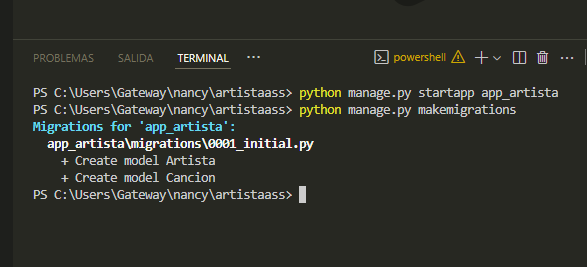 PROBLEMAS SALIDA TERMINAL ··· powershell
PS C:\Users\Gateway\nancy\artistaass> python manage.py startapp app_artista
PS C:\Users\Gateway\nancy\artistaass> python manage.py makemigrations
Migrations for 'app_artista':
  app_artista\migrations\0001_initial.py
    + Create model Artista
    + Create model Cancion
PS C:\Users\Gateway\nancy\artistaass>